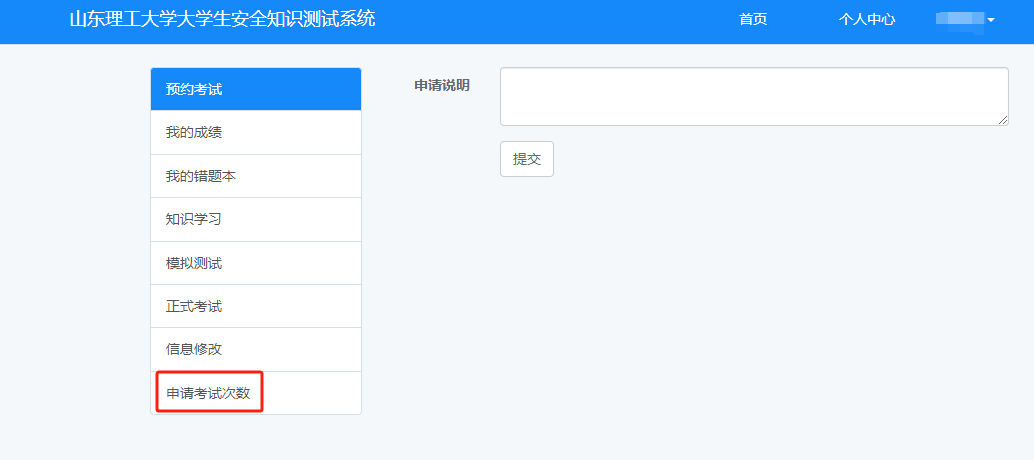 山东理工大学大学生安全知识测试系统
首页
个人中心
预约考试
我的成绩
我的错题本
知识学习
模拟测试
正式考试
信息修改
申请考试次数
申请说明
提交